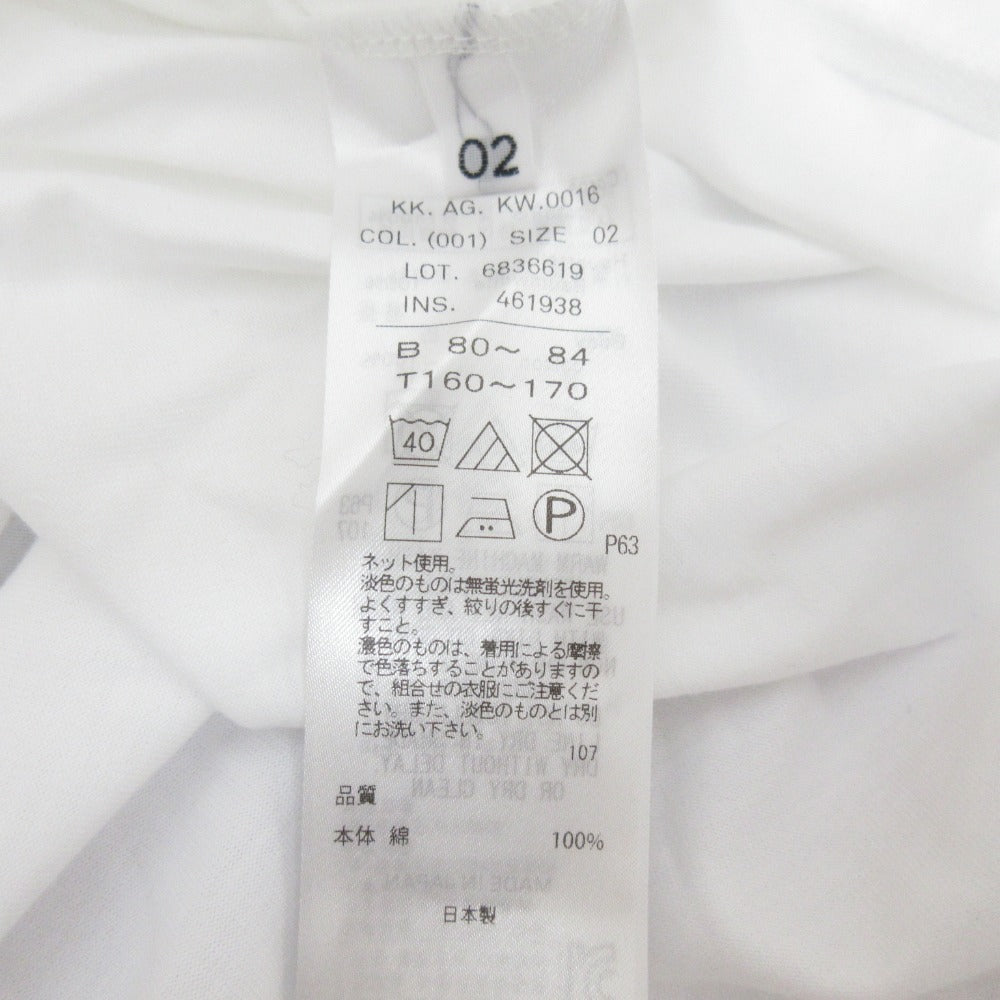 02
KK. AG. KW.0016
COL. (001) SIZE 02
LOT. 6836619
INS. 461938
B 80～ 84
T160～170
40
P
P63
ネット使用。
淡色のものは無蛍光洗剤を使用。
よくすすぎ、絞りの後すぐに干
すこと。
濃色のものは、着用による摩擦
で色落ちすることがありますの
で、組合せの衣服にご注意くだ
さい。また、淡色のものとは別
にお洗い下さい。
107
品質
本体 綿 100%
日本製